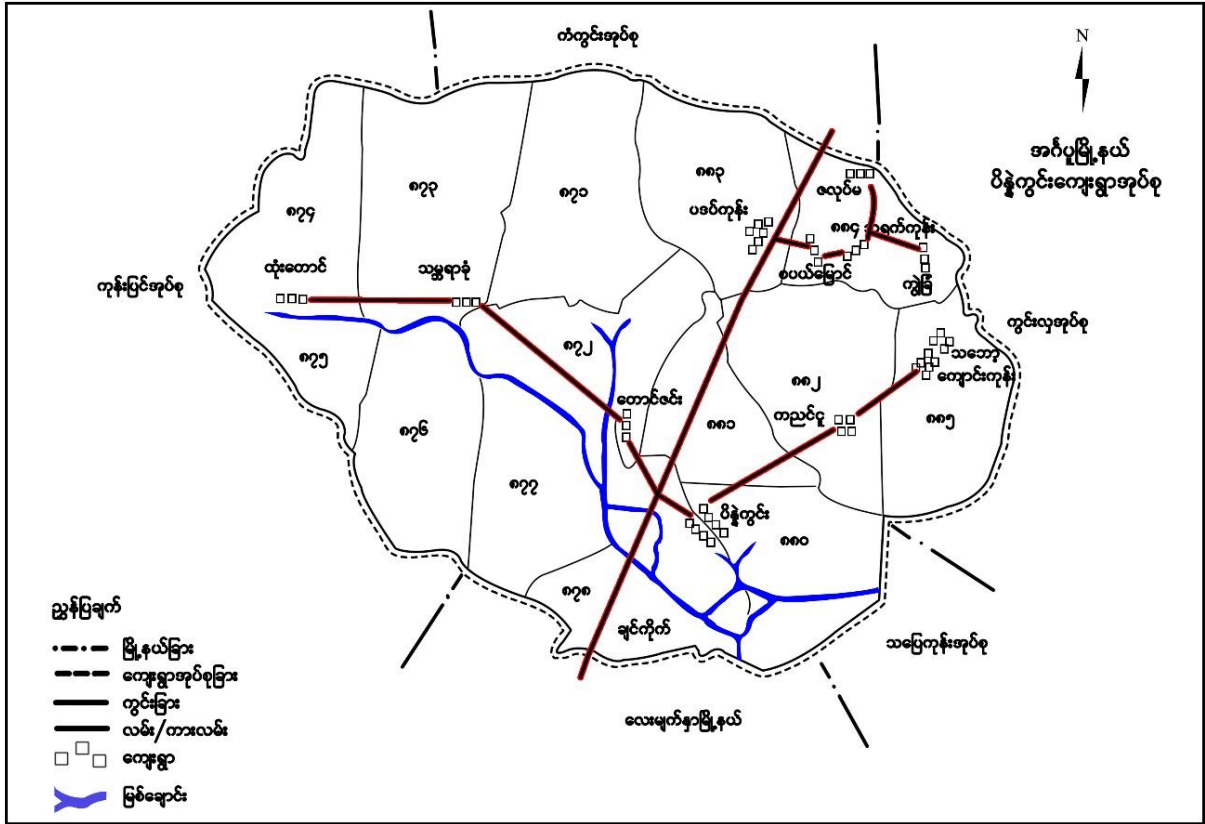 ကံကွင်းအုပ်စု
N
အင်္ဂပူမြို့နယ်
ပိန္နဲကွင်းကျေးရွာအုပ်စု
၈၈၃
ဇလုပ်မ
၈၇၃
၈၇၁
ပဒပ်ကုန်း
၈၇၄
၈၈၄
စပယ်မြောင်
ကျွဲခြံ
ထုံးတောင်
သမ္ဘရာခုံ
ကုန်းပြင်အုပ်စု
ကွင်းလှအုပ်စု
၈၇၅
၈၇၂
သဘော့
ကျောင်းကုန်း
၈၈၂
တောင်ဇင်း
ကညင်ငူ
၈၇၆
၈၈၁
၈၈၅
၈၇၇
ပိန္နဲကွင်း
၈၈၀
၈၇၈
ချင်ကိုက်
သပြေကုန်းအုပ်စု
လေးမျက်နှာမြို့နယ်
ညွှန်ပြချက်
မြို့နယ်ခြား
ကျေးရွာအုပ်စုခြား
ကွင်းခြား
လမ်း/ကားလမ်း
ကျေးရွာ
မြစ်ချောင်း